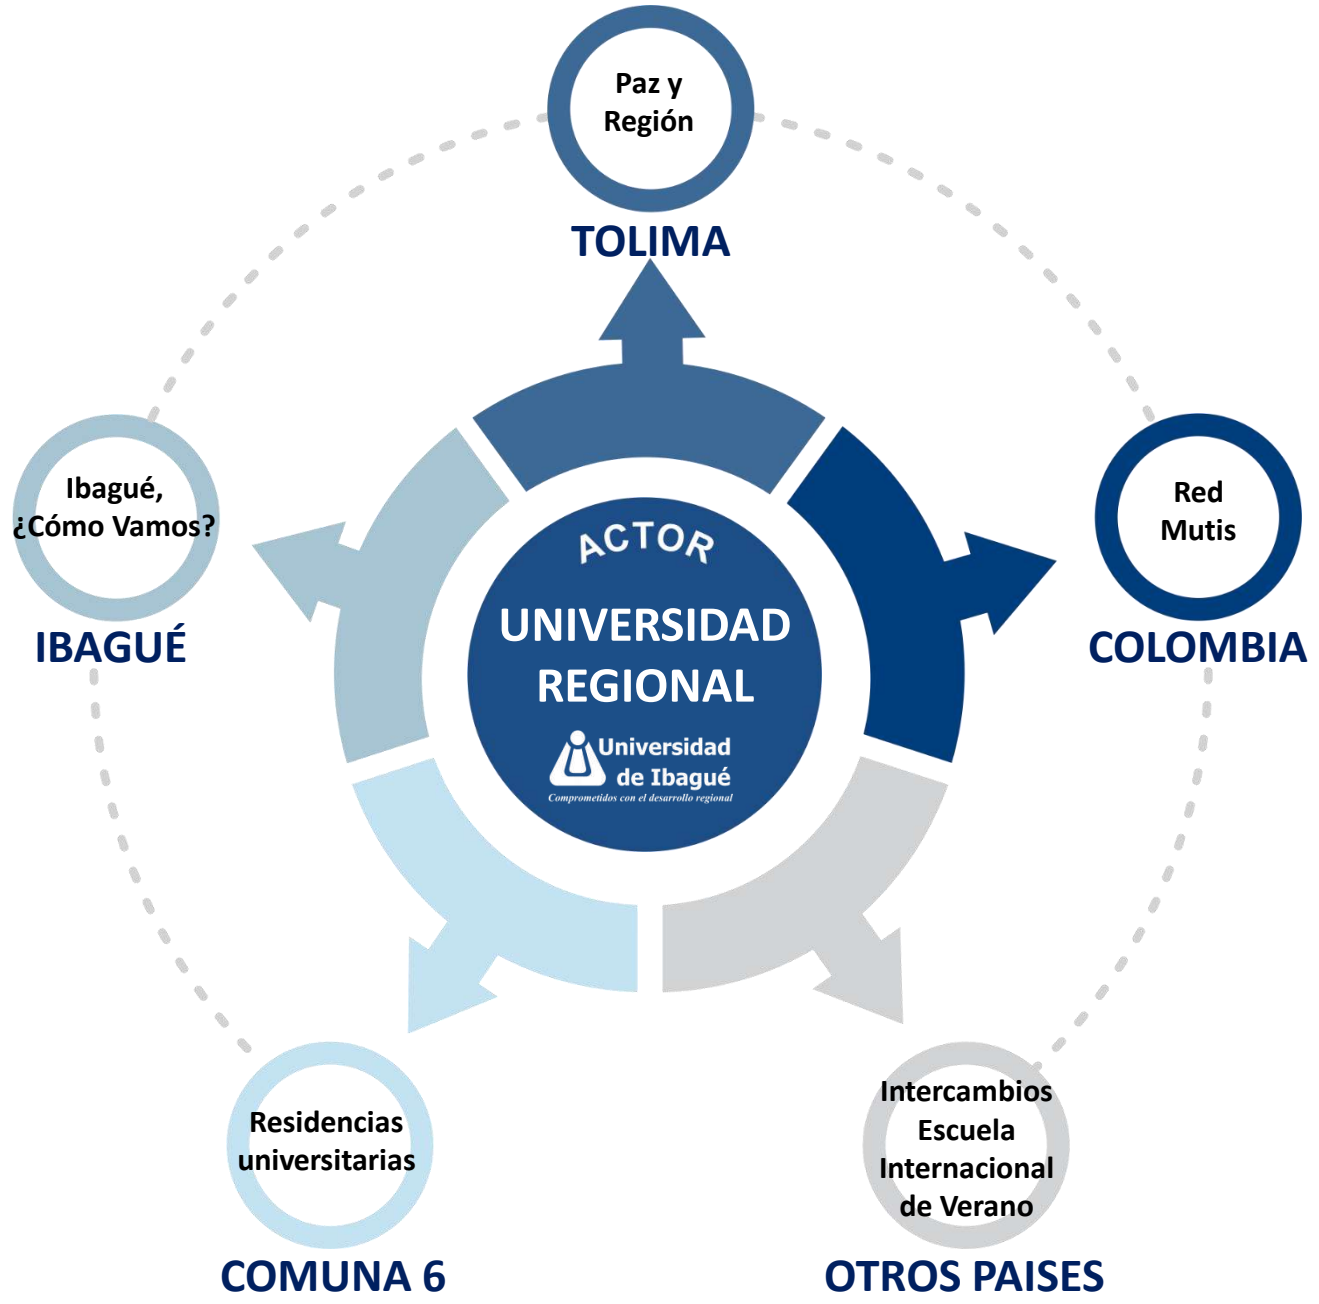 Paz y
Región
TOLIMA
Ibagué,
¿Cómo Vamos?
IBAGUÉ
Red
Mutis
COLOMBIA
ACTOR
UNIVERSIDAD
REGIONAL
Universidad
de Ibagué
Comprometidos con el desarrollo regional
Residencias
universitarias
COMUNA 6
Intercambios
Escuela
Internacional
de Verano
OTROS PAISES